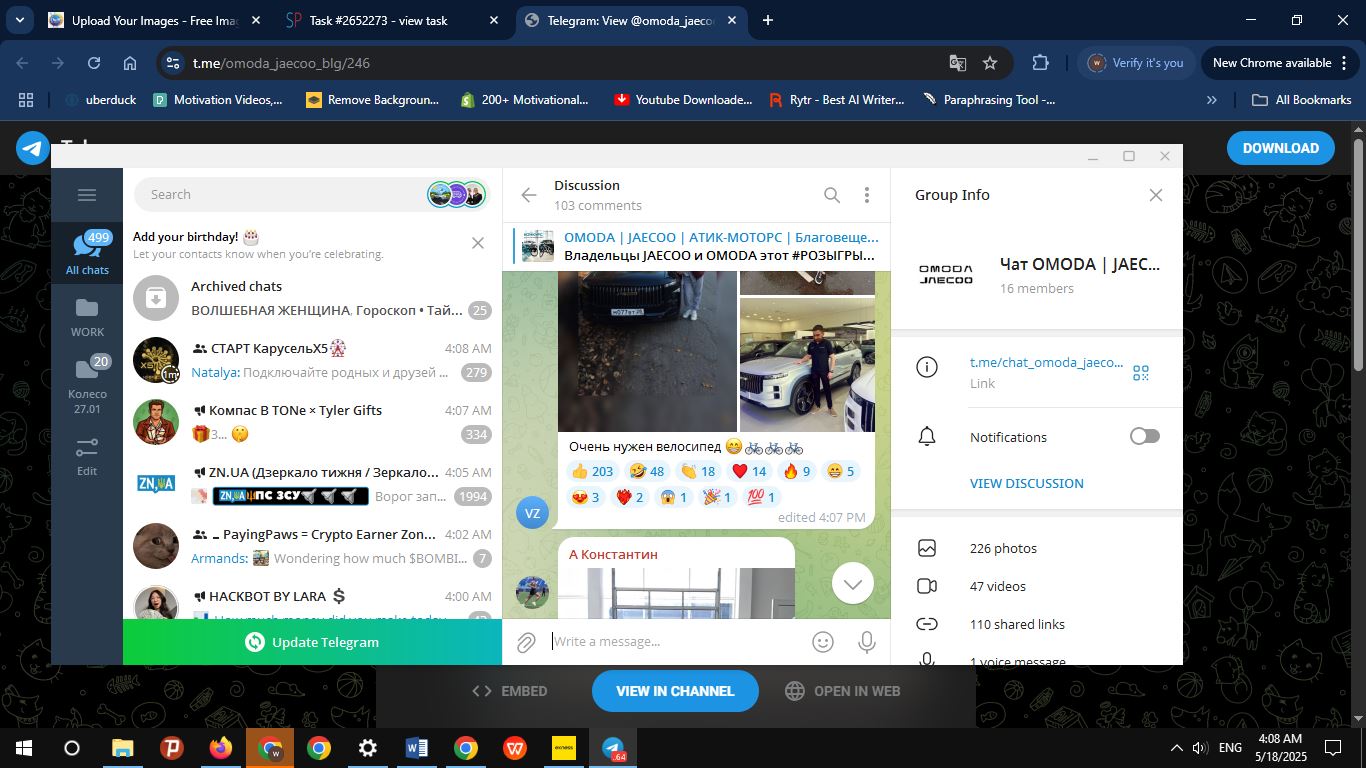 Upload Your Images - Free Ima
Task #2652273 - view task
Telegram: View @omoda_jaeco
t.me/omoda_jaecoo_blg/246
Verify it's you
New Chrome available
uberduck
Motivation Videos,...
Remove Backgroun...
200+ Motivational...
Youtube Downloade...
Rytr - Best AI Writer...
Paraphrasing Tool -...
All Bookmarks
DOWNLOAD
Search
499
All chats
WORK
20
Колесо
27.01
Edit
Add your birthday! 🎂
Let your contacts know when you're celebrating.
Archived chats
ВОЛШЕБНАЯ ЖЕНЩИНА, Гороскоп • Тай... 25
СТАРТ КарусельХ5🎡 4:08 AM
Natalya: Подключайте родных и друзей ... 279
1m
Компас В TONe × Tyler Gifts 4:07 AM
🎁З... 🤫 334
ZN.UA (Дзеркало тижня / Зеркало... 4:05 AM
Ворог зап... 1994
PayingPaws = Crypto Earner Zon... 4:02 AM
Armands: Wondering how much $BOMBI... 7
HACKBOT BY LARA 4:00 AM
Update Telegram
Discussion
103 comments
OMODA | JAECOO | АТИК-МОТОРС | Благовеще...
Владельцы JAECOO и OMODA этот #РОЗЫГРЫ...
Очень нужен велосипед 😁🚲🚲🚲
👍 203 🤣 48 👏 18 ❤️ 14 🔥 9 😁 5
😍 3 ❤️‍🔥 2 😱 1 🎉 1 💯 1
VZ
edited 4:07 PM
А Константин
Write a message...
Group Info
OMODA
JAECOO
Чат OMODA | JAEC...
16 members
t.me/chat_omoda_jaeco...
Link
Notifications
VIEW DISCUSSION
226 photos
47 videos
110 shared links
1 voice message
EMBED
VIEW IN CHANNEL
OPEN IN WEB
exness
.64
ENG
4:08 AM
5/18/2025